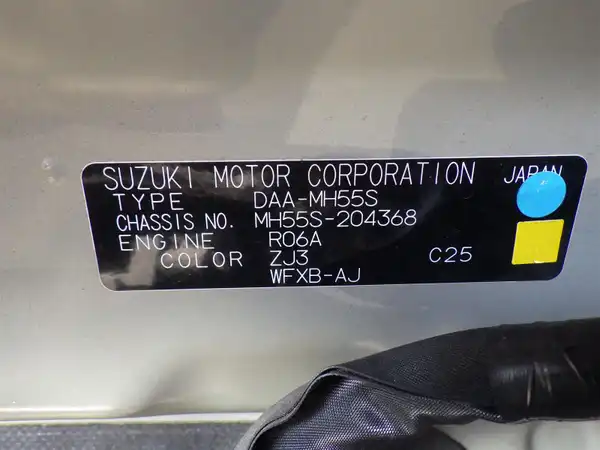 SUZUKI MOTOR CORPORATION JAPAN
TYPE DAA-MH55S
CHASSIS NO. MH55S-204368
ENGINE R06A
COLOR ZJ3 C25
WFXB-AJ